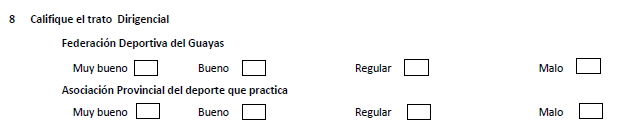 8 Califique el trato Dirigencial
Federación Deportiva del Guayas
Muy bueno Bueno Regular Malo
Asociación Provincial del deporte que practica
Muy bueno Bueno Regular Malo